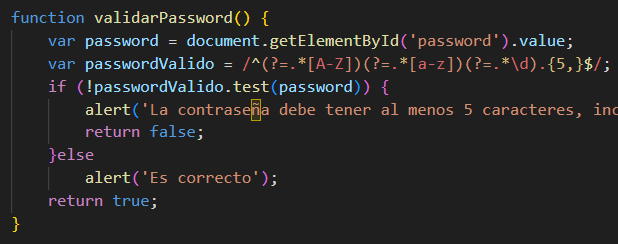 function validarPassword() {
    var password = document.getElementById('password').value;
    var passwordValido = /^(?=.*[A-Z])(?=.*[a-z])(?=.*\d).{5,}$/;
    if (!passwordValido.test(password)) {
        alert('La contraseña debe tener al menos 5 caracteres, inc
        return false;
    }else
        alert('Es correcto');
    return true;
}